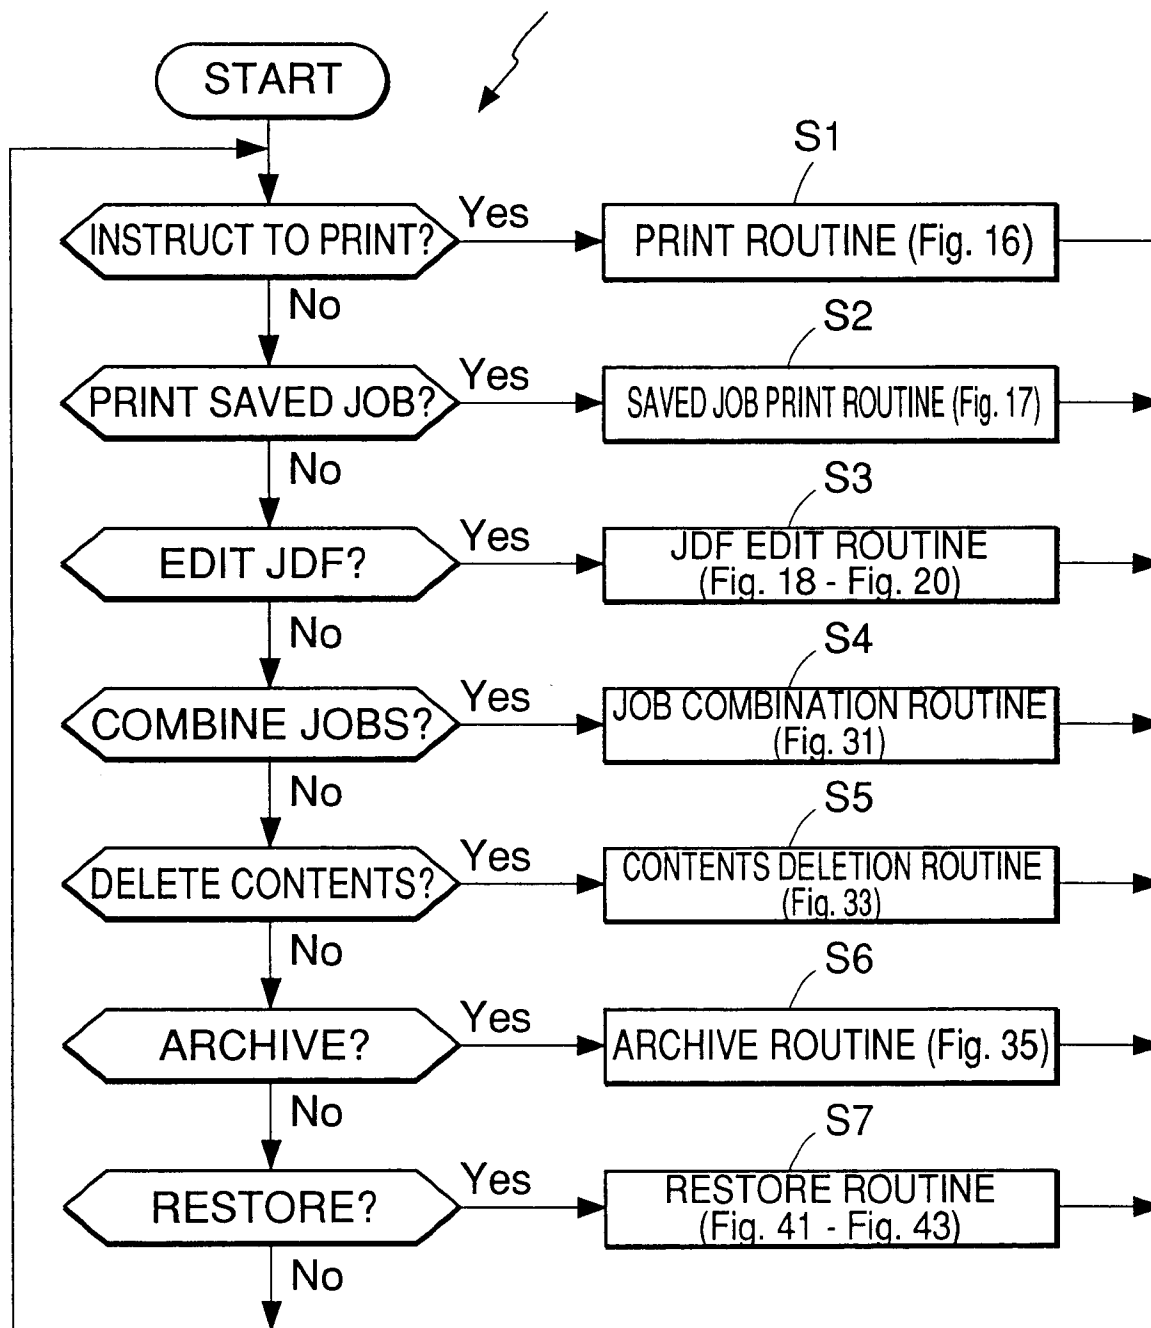 START
S1
INSTRUCT TO PRINT?
Yes
PRINT ROUTINE (Fig. 16)
No
S2
PRINT SAVED JOB?
Yes
SAVED JOB PRINT ROUTINE (Fig. 17)
No
S3
EDIT JDF?
Yes
JDF EDIT ROUTINE
(Fig. 18 - Fig. 20)
No
S4
COMBINE JOBS?
Yes
JOB COMBINATION ROUTINE
(Fig. 31)
No
S5
DELETE CONTENTS?
Yes
CONTENTS DELETION ROUTINE
(Fig. 33)
No
S6
ARCHIVE?
Yes
ARCHIVE ROUTINE (Fig. 35)
No
S7
RESTORE?
Yes
RESTORE ROUTINE
(Fig. 41 - Fig. 43)
No